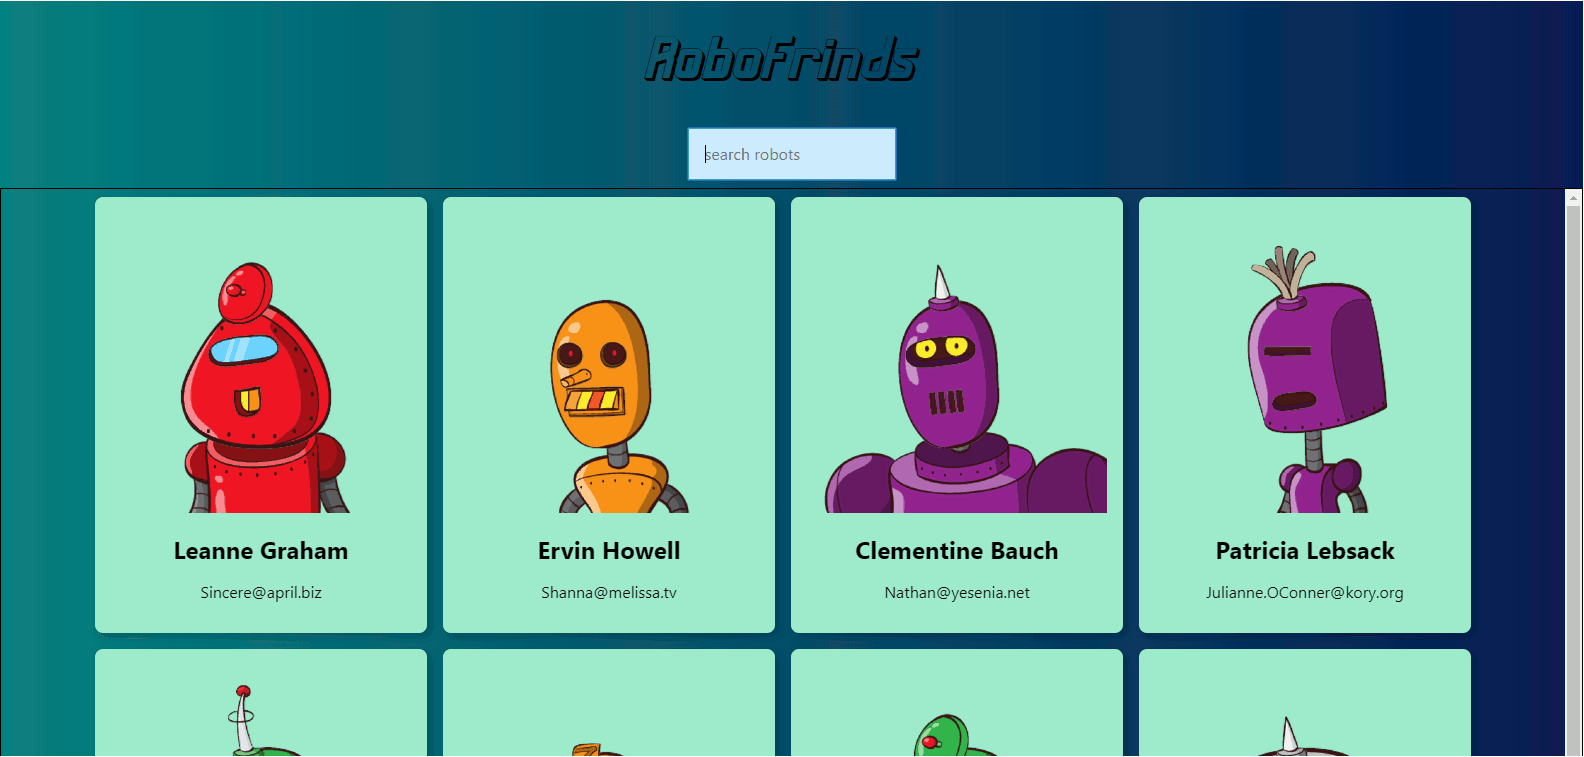 RoboFrinds
search robots
Leanne Graham
Sincere@april.biz
Ervin Howell
Shanna@melissa.tv
Clementine Bauch
Nathan@yesenia.net
Patricia Lebsack
Julianne.OConner@kory.org